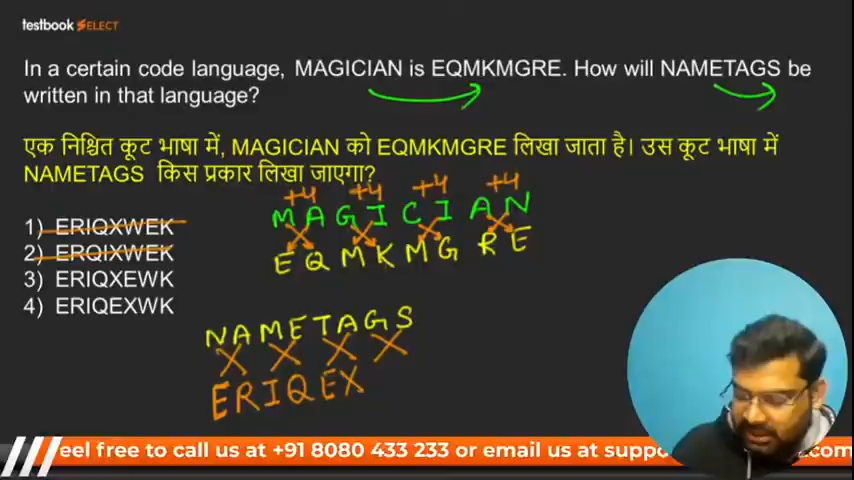 testbook SELECT
In a certain code language, MAGICIAN is EQMKMGRE. How will NAMETAGS be
written in that language?
एक निश्चित कूट भाषा में, MAGICIAN को EQMKMGRE लिखा जाता है। उस कूट भाषा में
NAMETAGS किस प्रकार लिखा जाएगा?
+4 +4 +4 +4
MAGICIAN
EQMKMGRE
1) ERIQXWEK
2) ERQIXWEK
3) ERIQXEWK
4) ERIQEXWK
NAMETAGS
ERIQEX
eel free to call us at +91 8080 433 233 or email us at suppo
com